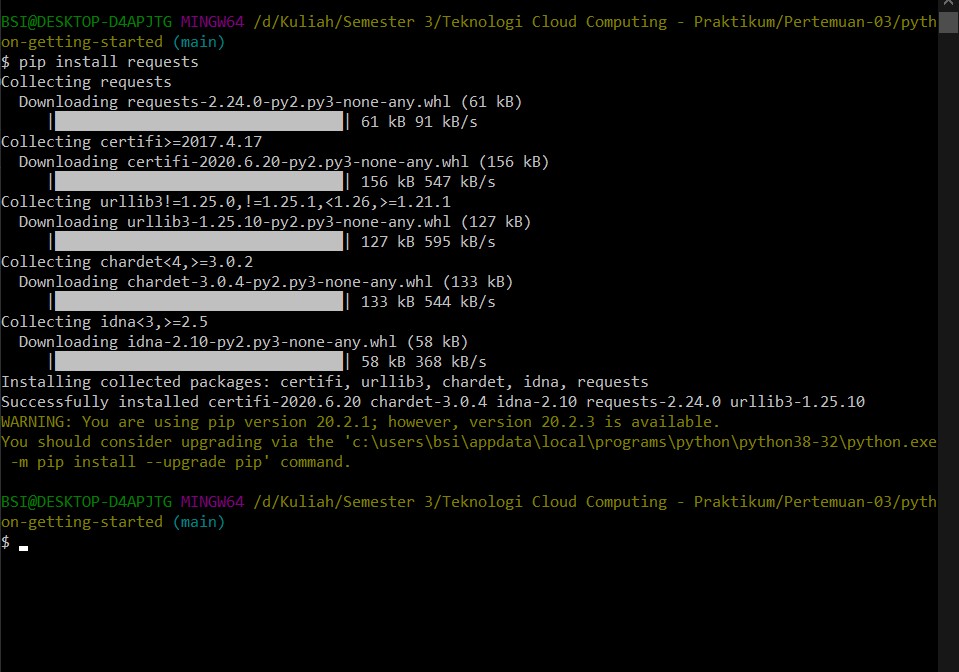 BSI@DESKTOP-D4APJTG MINGW64 /d/Kuliah/Semester 3/Teknologi Cloud Computing - Praktikum/Pertemuan-03/pyth
on-getting-started (main)
$ pip install requests
Collecting requests
  Downloading requests-2.24.0-py2.py3-none-any.whl (61 kB)
     |████████████████████████████████| 61 kB 91 kB/s
Collecting certifi>=2017.4.17
  Downloading certifi-2020.6.20-py2.py3-none-any.whl (156 kB)
     |████████████████████████████████| 156 kB 547 kB/s
Collecting urllib3!=1.25.0,!=1.25.1,<1.26,>=1.21.1
  Downloading urllib3-1.25.10-py2.py3-none-any.whl (127 kB)
     |████████████████████████████████| 127 kB 595 kB/s
Collecting chardet<4,>=3.0.2
  Downloading chardet-3.0.4-py2.py3-none-any.whl (133 kB)
     |████████████████████████████████| 133 kB 544 kB/s
Collecting idna<3,>=2.5
  Downloading idna-2.10-py2.py3-none-any.whl (58 kB)
     |████████████████████████████████| 58 kB 368 kB/s
Installing collected packages: certifi, urllib3, chardet, idna, requests
Successfully installed certifi-2020.6.20 chardet-3.0.4 idna-2.10 requests-2.24.0 urllib3-1.25.10
WARNING: You are using pip version 20.2.1; however, version 20.2.3 is available.
You should consider upgrading via the 'c:\users\bsi\appdata\local\programs\python\python38-32\python.exe
 -m pip install --upgrade pip' command.
BSI@DESKTOP-D4APJTG MINGW64 /d/Kuliah/Semester 3/Teknologi Cloud Computing - Praktikum/Pertemuan-03/pyth
on-getting-started (main)
$